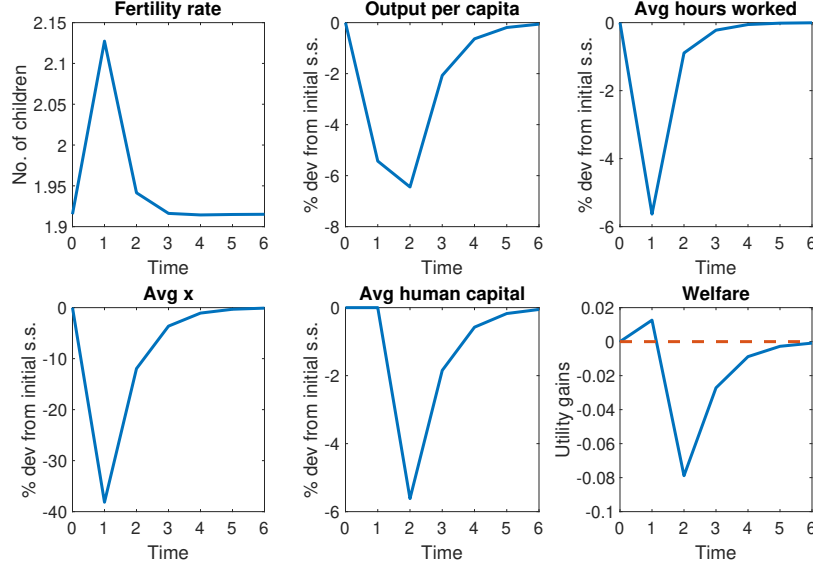 Fertility rate
No. of children
2.15
2.1
2.05
2
1.95
1.9
0 1 2 3 4 5 6
Time
Output per capita
% dev from initial s.s.
0
-2
-4
-6
-8
0 1 2 3 4 5 6
Time
Avg hours worked
% dev from initial s.s.
0
-2
-4
-6
0 1 2 3 4 5 6
Time
Avg x
% dev from initial s.s.
0
-10
-20
-30
-40
0 1 2 3 4 5 6
Time
Avg human capital
% dev from initial s.s.
0
-2
-4
-6
0 1 2 3 4 5 6
Time
Welfare
Utility gains
0.02
0
-0.02
-0.04
-0.06
-0.08
-0.1
0 1 2 3 4 5 6
Time